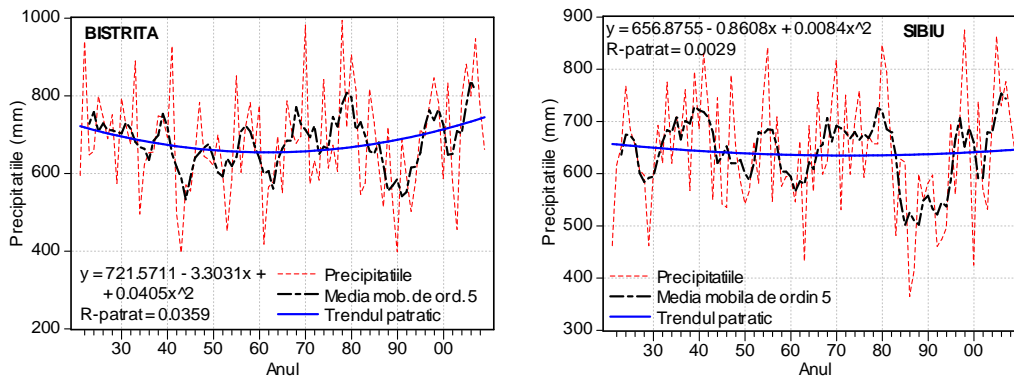 BISTRITA
1000
800
600
400
200
Precipitatiile (mm)
y = 721.5711 - 3.3031x +
+ 0.0405x^2
R-patrat = 0.0359
Precipitatiile
Media mob. de ord. 5
Trendul patratic
30 40 50 60 70 80 90 00
Anul
y = 656.8755 - 0.8608x + 0.0084x^2
R-patrat = 0.0029
SIBIU
900
800
700
600
500
400
300
Precipitatiile (mm)
Precipitatiile
Media mobila de ordin 5
Trendul patratic
30 40 50 60 70 80 90 00
Anul